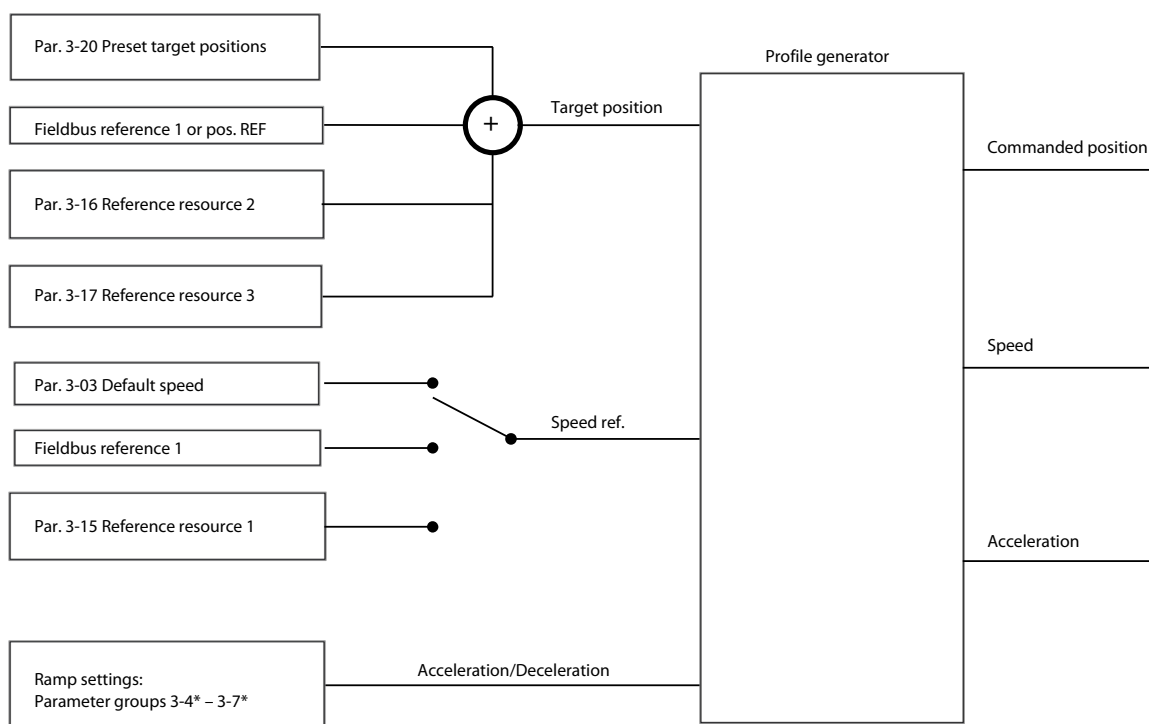 Par. 3-20 Preset target positions
Fieldbus reference 1 or pos. REF
Par. 3-16 Reference resource 2
Par. 3-17 Reference resource 3
Par. 3-03 Default speed
Fieldbus reference 1
Par. 3-15 Reference resource 1
Ramp settings:
Parameter groups 3-4* – 3-7*
+
Target position
Speed ref.
Acceleration/Deceleration
Profile generator
Commanded position
Speed
Acceleration